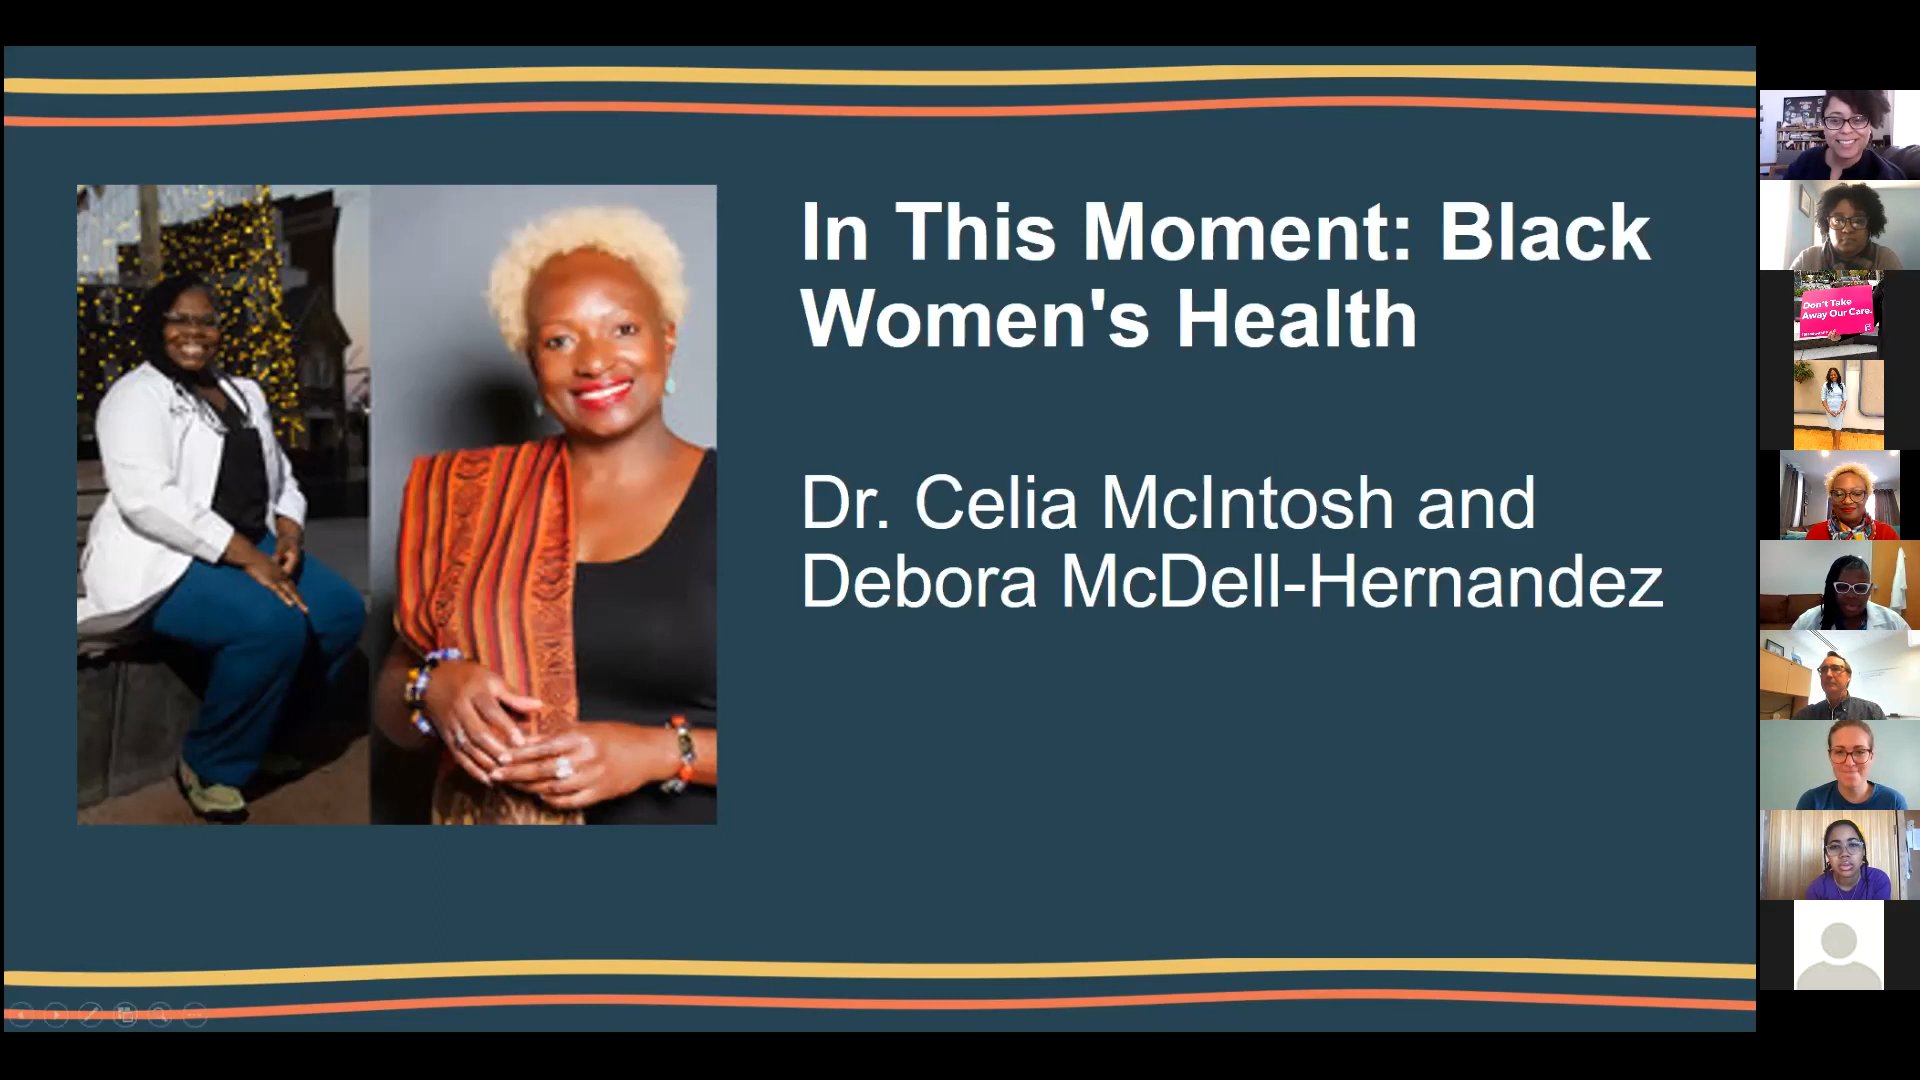 In This Moment: Black
Women's Health
Dr. Celia McIntosh and
Debora McDell-Hernandez
Don't Take
Away Our Care.